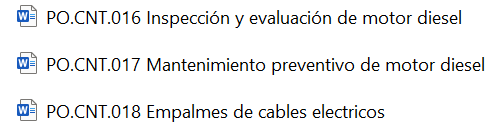 PO.CNT.016 Inspección y evaluación de motor diesel
PO.CNT.017 Mantenimiento preventivo de motor diesel
PO.CNT.018 Empalmes de cables electricos